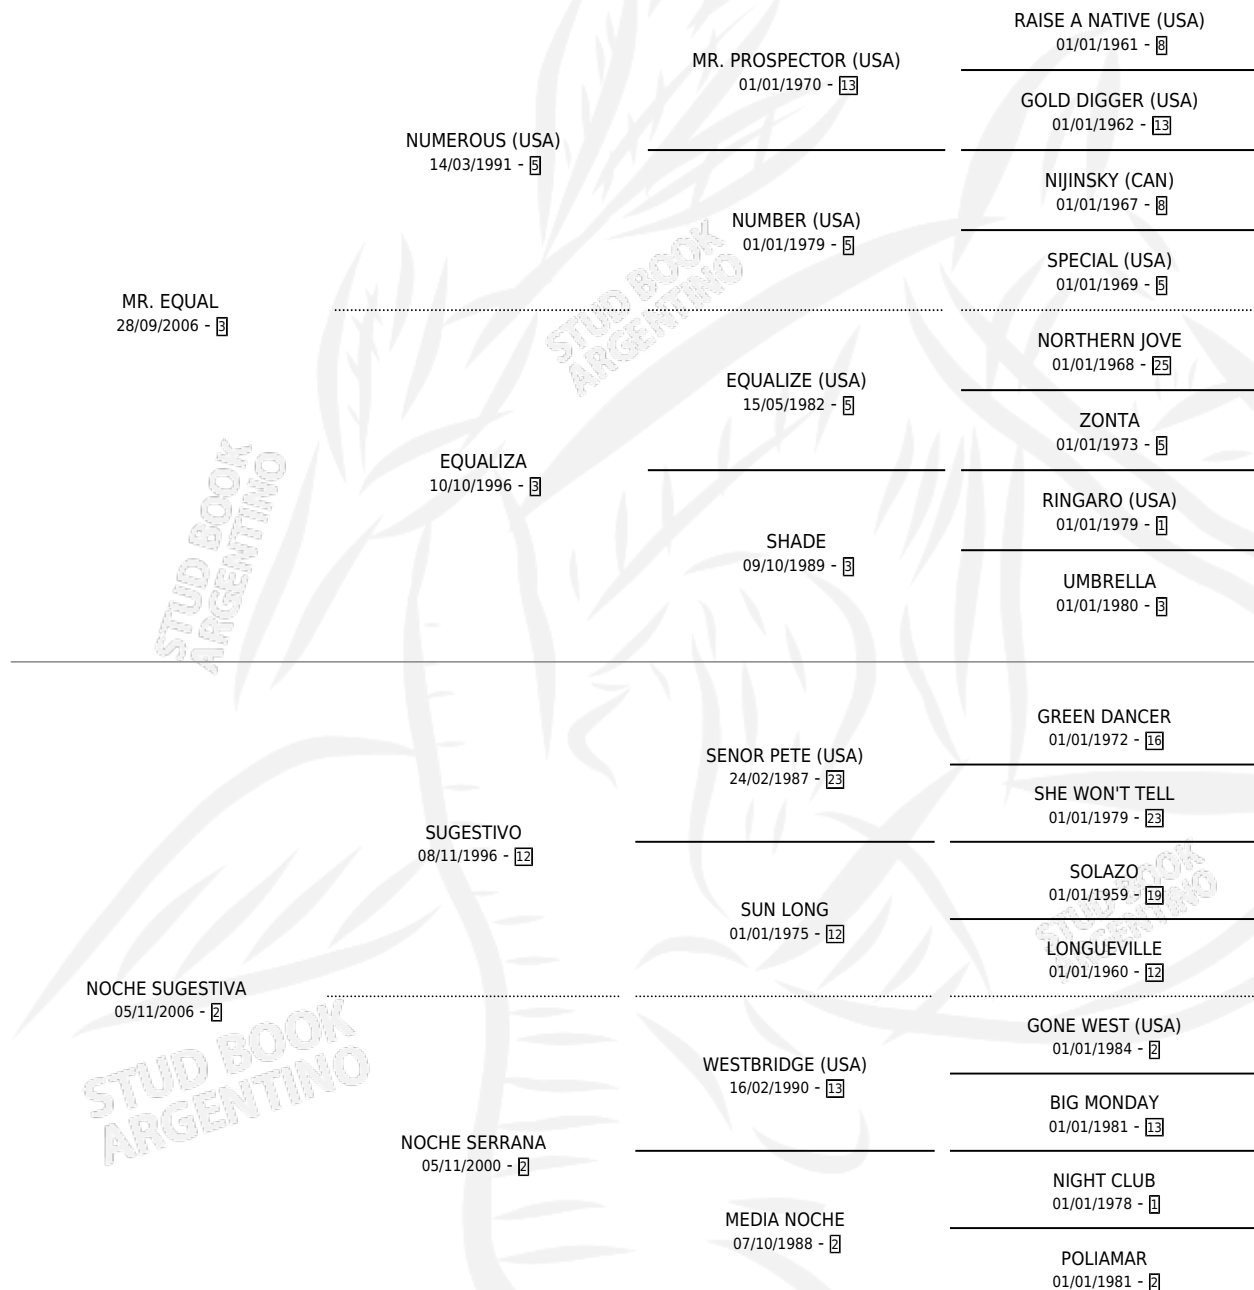 RAISE A NATIVE (USA)
01/01/1961 - 8
MR. PROSPECTOR (USA)
01/01/1970 - 13
GOLD DIGGER (USA)
01/01/1962 - 13
NUMEROUS (USA)
14/03/1991 - 5
NIJINSKY (CAN)
01/01/1967 - 8
NUMBER (USA)
01/01/1979 - 5
SPECIAL (USA)
01/01/1969 - 5
MR. EQUAL
28/09/2006 - 3
NORTHERN JOVE
01/01/1968 - 25
EQUALIZE (USA)
15/05/1982 - 5
ZONTA
01/01/1973 - 5
EQUALIZA
10/10/1996 - 3
RINGARO (USA)
01/01/1979 - 1
SHADE
09/10/1989 - 3
UMBRELLA
01/01/1980 - 3
GREEN DANCER
01/01/1972 - 16
SENOR PETE (USA)
24/02/1987 - 23
SHE WON'T TELL
01/01/1979 - 23
SUGESTIVO
08/11/1996 - 12
SOLAZO
01/01/1959 - 19
SUN LONG
01/01/1975 - 12
LONGUEVILLE
01/01/1960 - 12
NOCHE SUGESTIVA
05/11/2006 - 2
GONE WEST (USA)
01/01/1984 - 2
WESTBRIDGE (USA)
16/02/1990 - 13
BIG MONDAY
01/01/1981 - 13
NOCHE SERRANA
05/11/2000 - 2
NIGHT CLUB
01/01/1978 - 1
MEDIA NOCHE
07/10/1988 - 2
POLIAMAR
01/01/1981 - 2
STUD BOOK
ARGENTINO
STUD BOOK
ARGENTINO
STUD BOOK
ARGENTINO
STUD BOOK
ARGENTINO